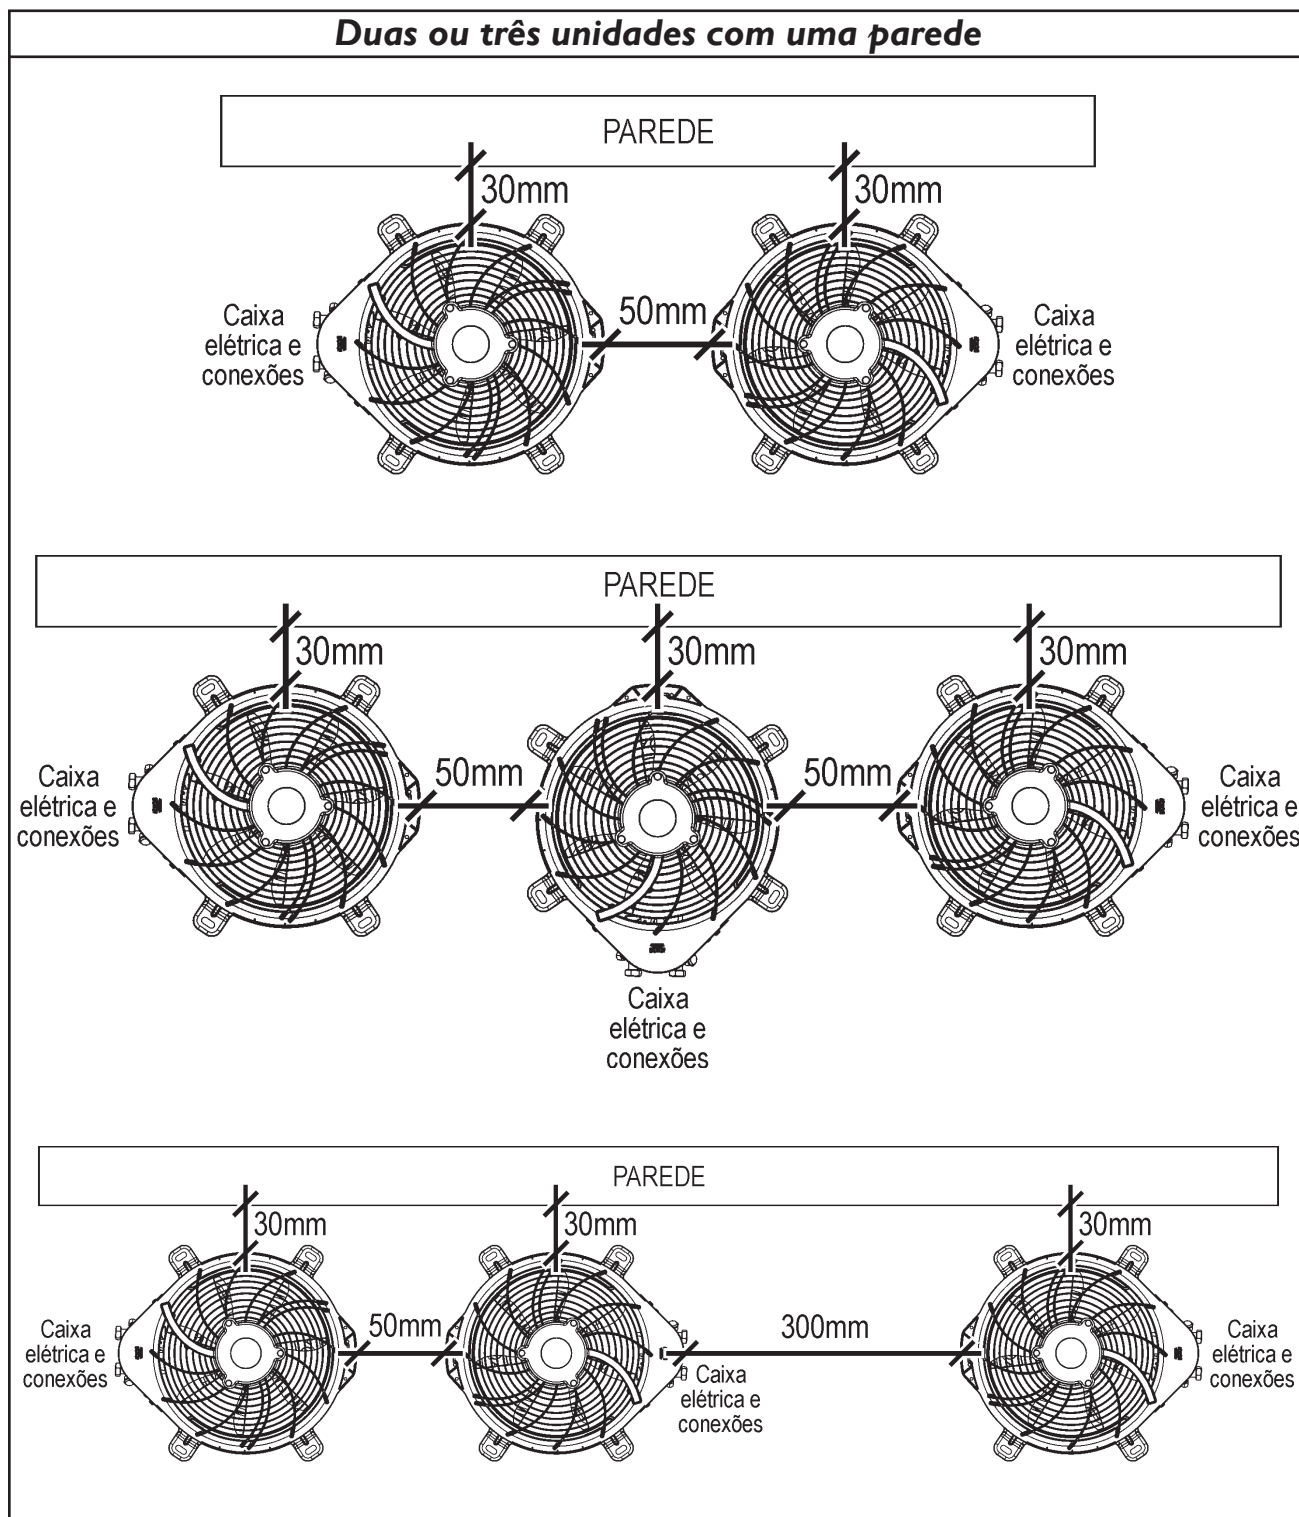 Duas ou três unidades com uma parede
PAREDE
30mm
30mm
50mm
Caixa
elétrica e
conexões
Caixa
elétrica e
conexões
PAREDE
30mm
30mm
30mm
50mm
50mm
Caixa
elétrica e
conexões
Caixa
elétrica e
conexões
Caixa
elétrica e
conexões
PAREDE
30mm
30mm
30mm
50mm
300mm
Caixa
elétrica e
conexões
Caixa
elétrica e
conexões
Caixa
elétrica e
conexões